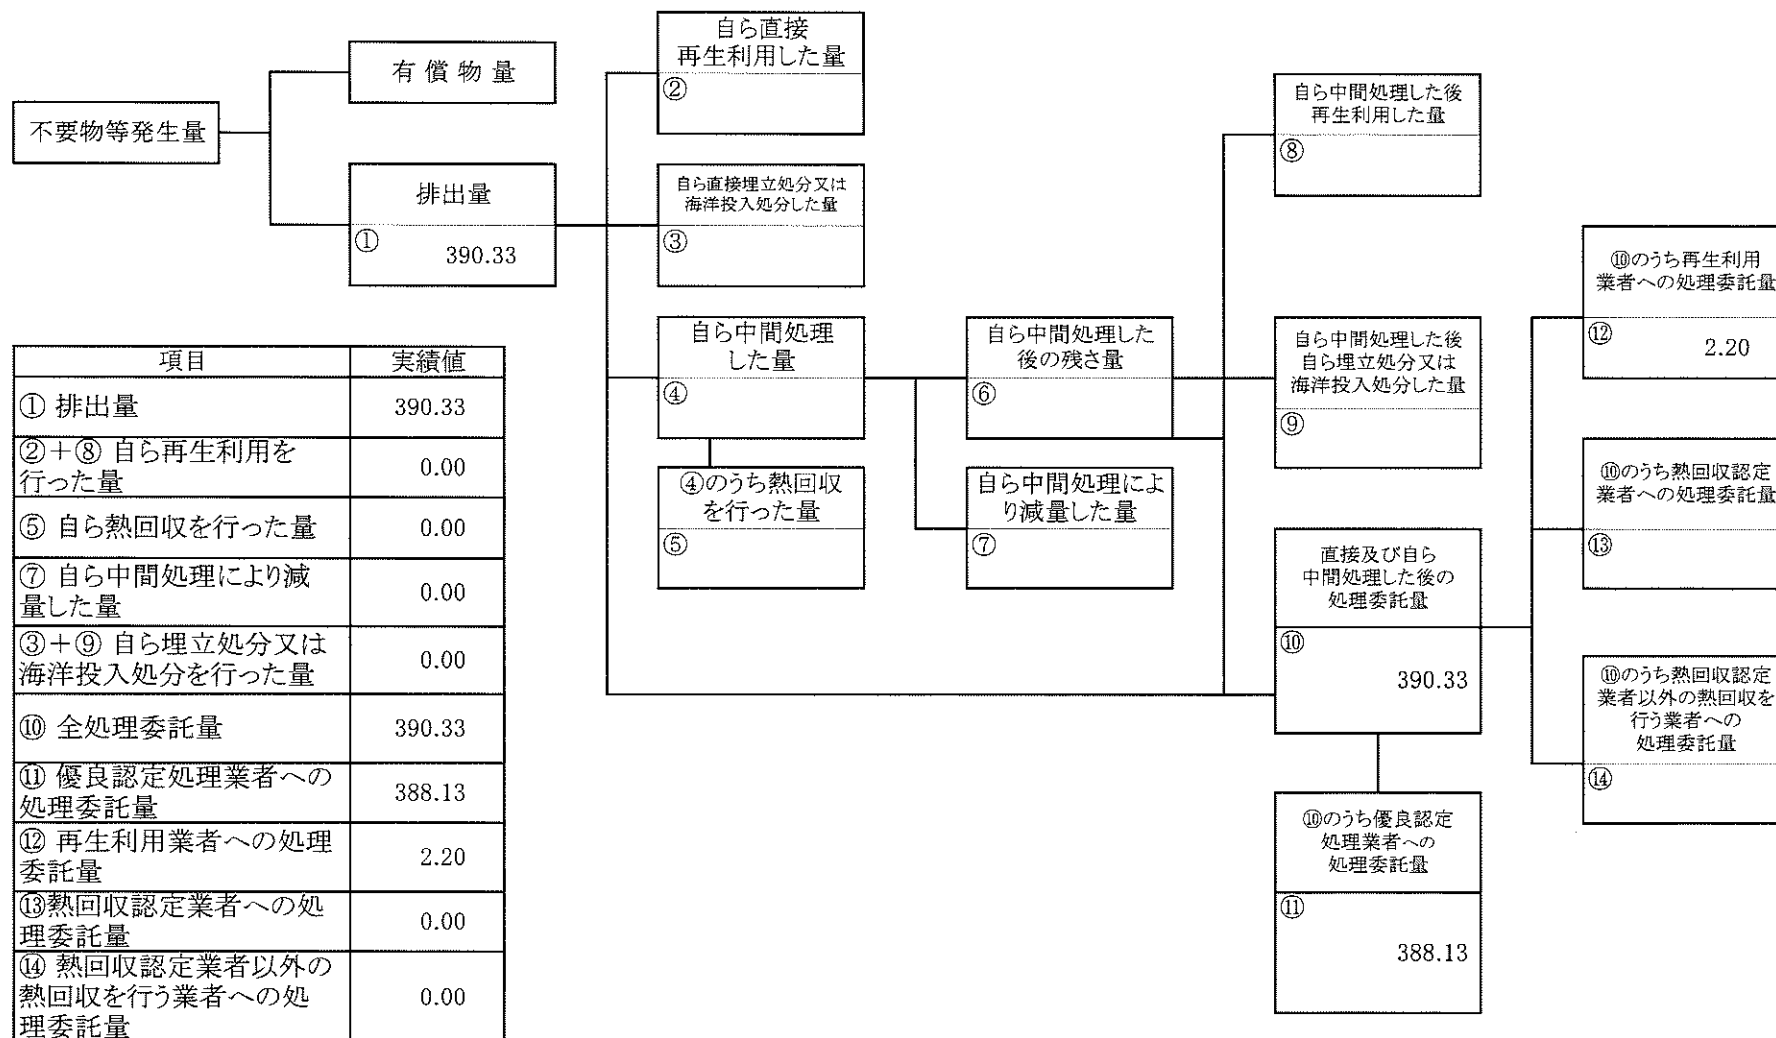 不要物等発生量
有償物量
排出量
①
390.33
自ら直接
再生利用した量
②
自ら直接埋立処分又は
海洋投入処分した量
③
自ら中間処理
した量
④
④のうち熱回収
を行った量
⑤
自ら中間処理した
後の残さ量
⑥
自ら中間処理によ
り減量した量
⑦
自ら中間処理した後
再生利用した量
⑧
自ら中間処理した後
自ら埋立処分又は
海洋投入処分した量
⑨
直接及び自ら
中間処理した後の
処理委託量
⑩
390.33
⑩のうち優良認定
処理業者への
処理委託量
⑪
388.13
⑩のうち再生利用
業者への処理委託量
⑫
2.20
⑩のうち熱回収認定
業者への処理委託量
⑬
⑩のうち熱回収認定
業者以外の熱回収を
行う業者への
処理委託量
⑭
項目 実績値
① 排出量 390.33
②+⑧ 自ら再生利用を
行った量 0.00
⑤ 自ら熱回収を行った量 0.00
⑦ 自ら中間処理により減
量した量 0.00
③+⑨ 自ら埋立処分又は
海洋投入処分を行った量 0.00
⑩ 全処理委託量 390.33
⑪ 優良認定処理業者への
処理委託量 388.13
⑫ 再生利用業者への処理
委託量 2.20
⑬熱回収認定業者への処
理委託量 0.00
⑭ 熱回収認定業者以外の
熱回収を行う業者への処
理委託量 0.00